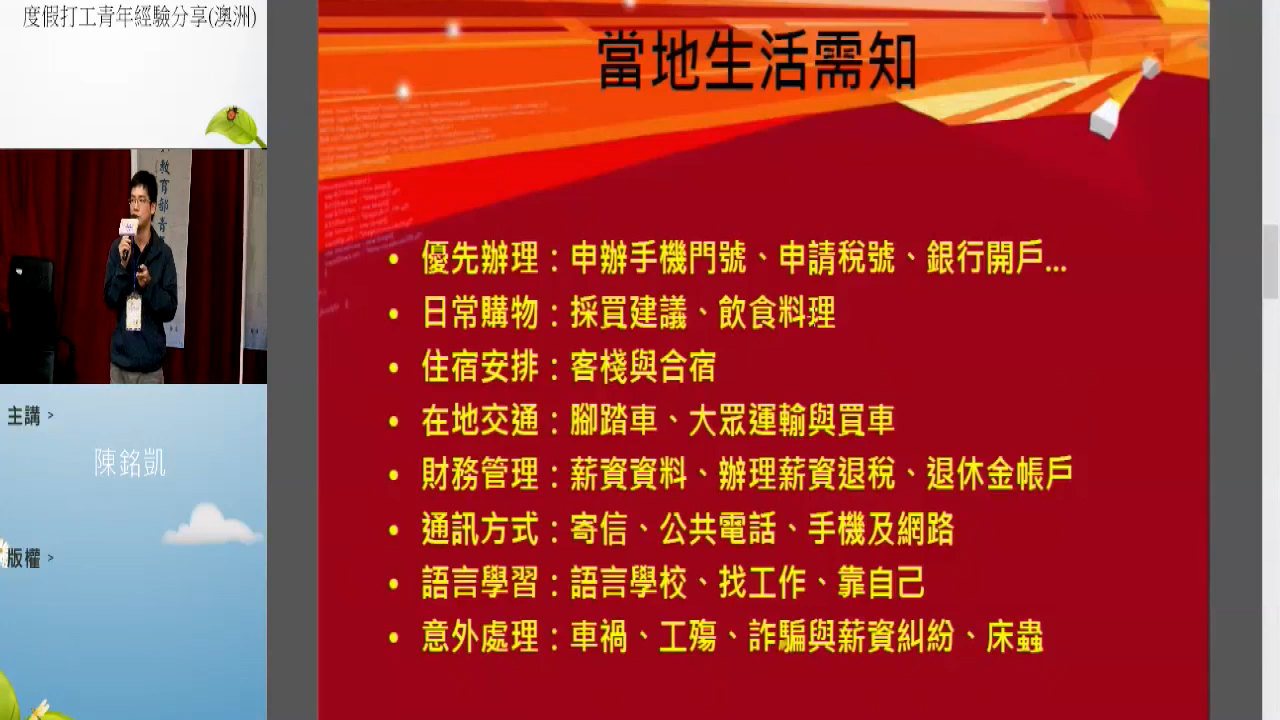 度假打工青年經驗分享(澳洲)
教育部青
主講 >
陳銘凱
版權 >
當地生活需知
• 優先辦理：申辦手機門號、申請稅號、銀行開戶...
• 日常購物：採買建議、飲食料理
• 住宿安排：客棧與合宿
• 在地交通：腳踏車、大眾運輸與買車
• 財務管理：薪資資料、辦理薪資退稅、退休金帳戶
• 通訊方式：寄信、公共電話、手機及網路
• 語言學習：語言學校、找工作、靠自己
• 意外處理：車禍、工殤、詐騙與薪資糾紛、床蟲